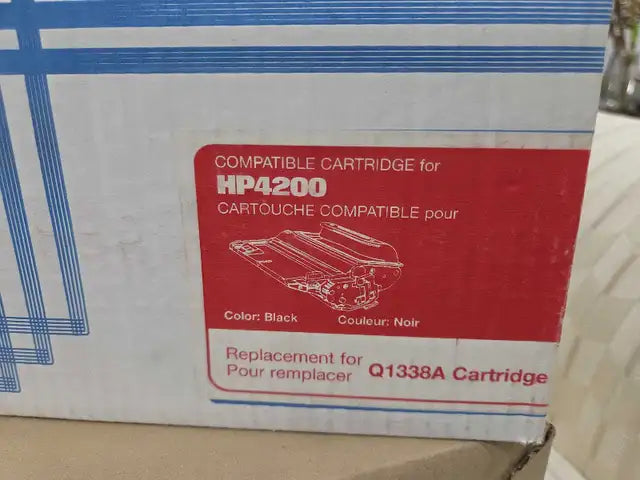 COMPATIBLE CARTRIDGE for
HP4200
CARTOUCHE COMPATIBLE pour
Color: Black Couleur: Noir
Replacement for
Pour remplacer Q1338A Cartridge